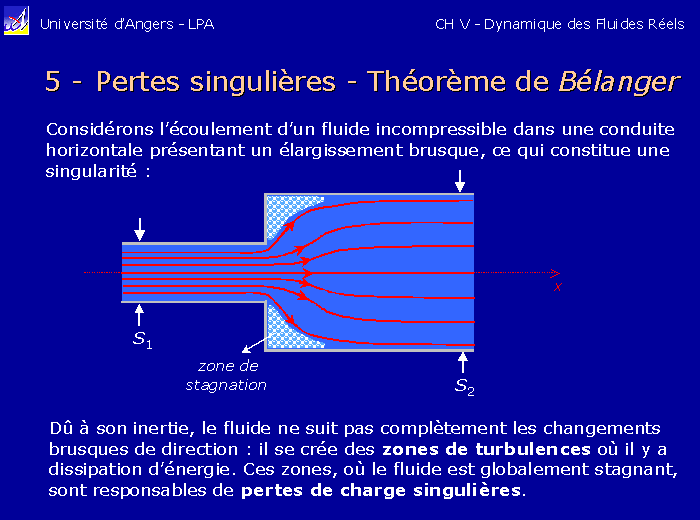 Université d'Angers - LPA
CH V - Dynamique des Fluides Réels
5 - Pertes singulières - Théorème de Bélanger
Considérons l'écoulement d'un fluide incompressible dans une conduite
horizontale présentant un élargissement brusque, ce qui constitue une
singularité :
x
S1
zone de
stagnation
S2
Dû à son inertie, le fluide ne suit pas complètement les changements
brusques de direction : il se crée des zones de turbulences où il y a
dissipation d'énergie. Ces zones, où le fluide est globalement stagnant,
sont responsables de pertes de charge singulières.